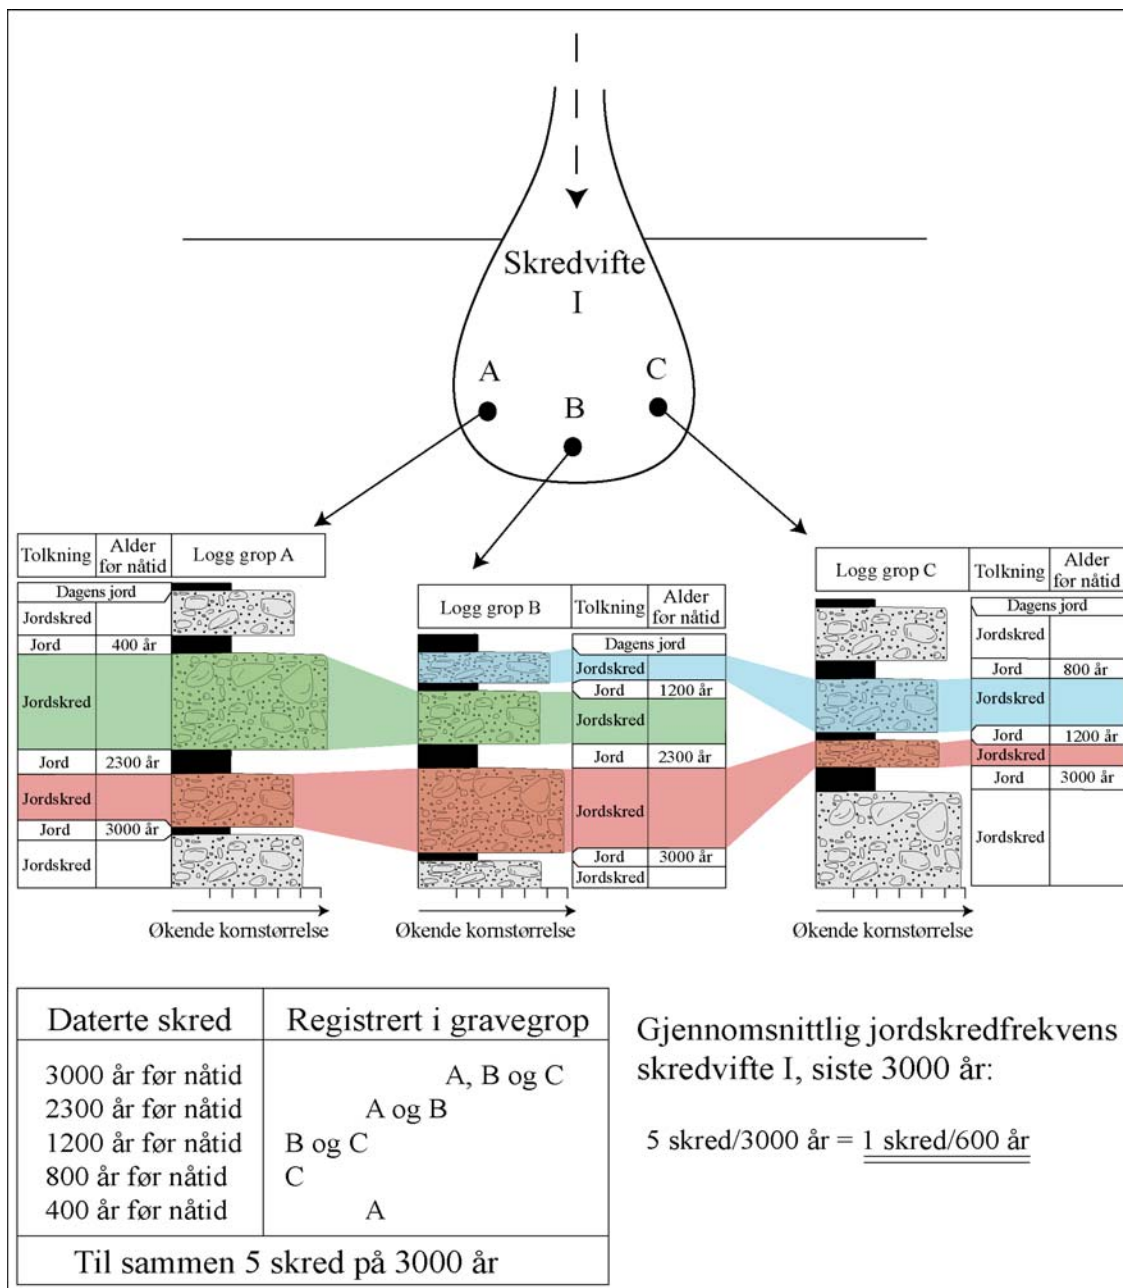 Skredvifte
I
A
B
C
Tolkning
Alder
før nåtid
Logg grop A
Dagens jord
Jordskred
Jord
400 år
Jordskred
Jord
2300 år
Jordskred
Jord
3000 år
Jordskred
Økende kornstørrelse
Logg grop B
Tolkning
Alder
før nåtid
Dagens jord
Jordskred
Jord
1200 år
Jordskred
Jord
2300 år
Jordskred
Jord
3000 år
Jordskred
Økende kornstørrelse
Logg grop C
Tolkning
Alder
før nåtid
Dagens jord
Jordskred
Jord
800 år
Jordskred
Jord
1200 år
Jordskred
Jord
3000 år
Jordskred
Økende kornstørrelse
Daterte skred
Registrert i gravegrop
3000 år før nåtid A, B og C
2300 år før nåtid A og B
1200 år før nåtid B og C
800 år før nåtid C
400 år før nåtid A
Til sammen 5 skred på 3000 år
Gjennomsnittlig jordskredfrekvens
skredvifte I, siste 3000 år:
5 skred/3000 år = 1 skred/600 år